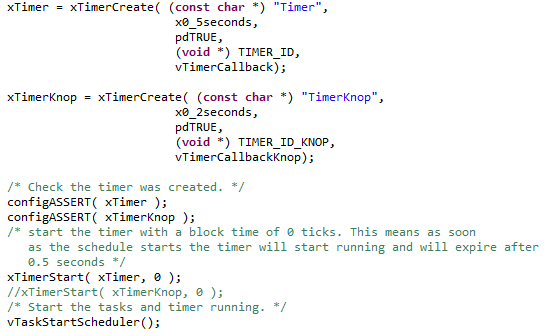 xTimer = xTimerCreate( (const char *) "Timer",
x0_5seconds,
pdTRUE,
(void *) TIMER_ID,
vTimerCallback);
xTimerKnop = xTimerCreate( (const char *) "TimerKnop",
x0_2seconds,
pdTRUE,
(void *) TIMER_ID_KNOP,
vTimerCallbackKnop);
/* Check the timer was created. */
configASSERT( xTimer );
configASSERT( xTimerKnop );
/* start the timer with a block time of 0 ticks. This means as soon
as the schedule starts the timer will start running and will expire after
0.5 seconds */
xTimerStart( xTimer, 0 );
//xTimerStart( xTimerKnop, 0 );
/* Start the tasks and timer running. */
vTaskStartScheduler();